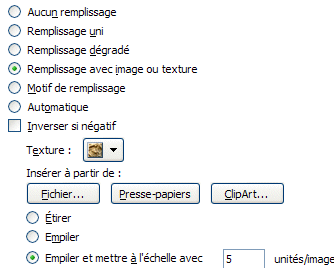 Aucun remplissage
Remplissage uni
Remplissage dégradé
Remplissage avec image ou texture
Motif de remplissage
Automatique
Inverser si négatif
Texture :
Insérer à partir de :
Fichier... Presse-papiers ClipArt...
Étirer
Empiler
Empiler et mettre à l'échelle avec 5 unités/image